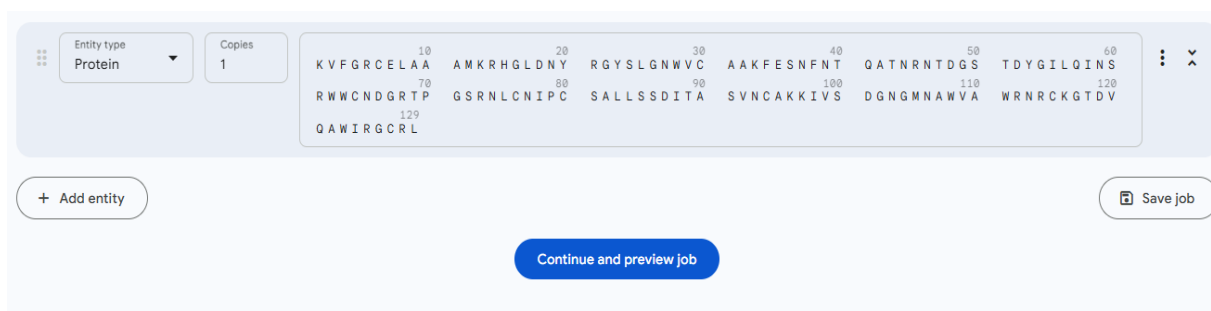 Entity type
Protein
Copies
1
10 20 30 40 50 60
KVFGRCELAA AMKRHGLDNY RGYSLGNWVC AAKFESNFNT QATNRNTDGS TDYGILQINS
70 80 90 100 110 120
RWWCNDGRTP GSRNLCNIPC SALLSSDITA SVNCAKKIVS DGNGMNAWVA WRNRCKGTDV
129
QAWIRGCRL
+ Add entity
Save job
Continue and preview job